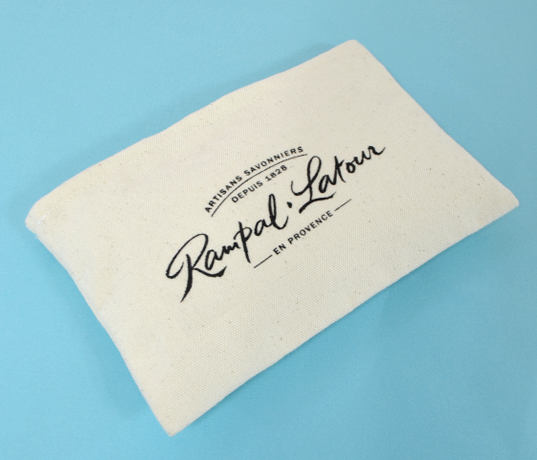 ARTISANS SAVONNIERS
DEPUIS 1828
Rampal·Latour
EN PROVENCE